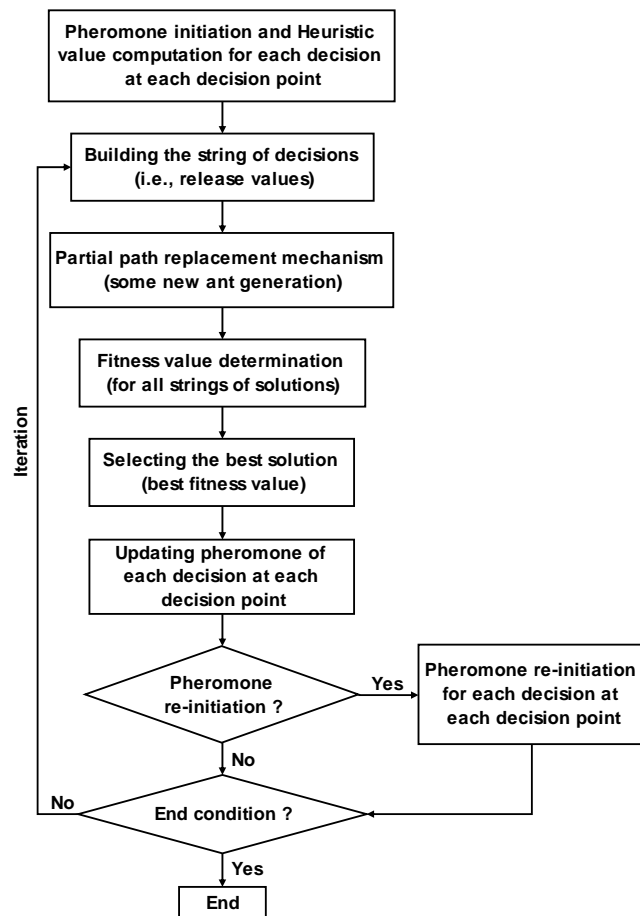 Pheromone initiation and Heuristic
value computation for each decision
at each decision point
Building the string of decisions
(i.e., release values)
Partial path replacement mechanism
(some new ant generation)
Fitness value determination
(for all strings of solutions)
Iteration
Selecting the best solution
(best fitness value)
Updating pheromone of
each decision at each
decision point
Pheromone
re-initiation ?
Yes
Pheromone re-initiation
for each decision at
each decision point
No
No
End condition ?
Yes
End